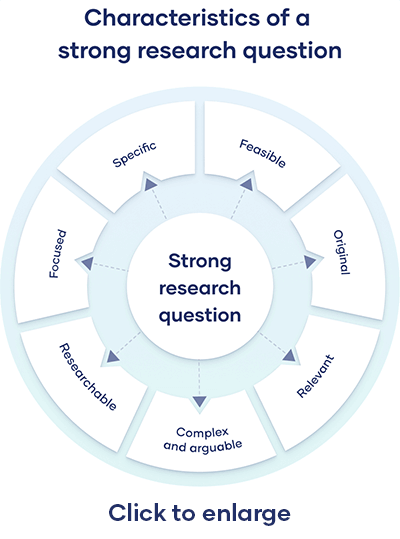 Characteristics of a
strong research question
Specific
Feasible
Original
Relevant
Complex
and arguable
Researchable
Focused
Strong
research
question
Click to enlarge